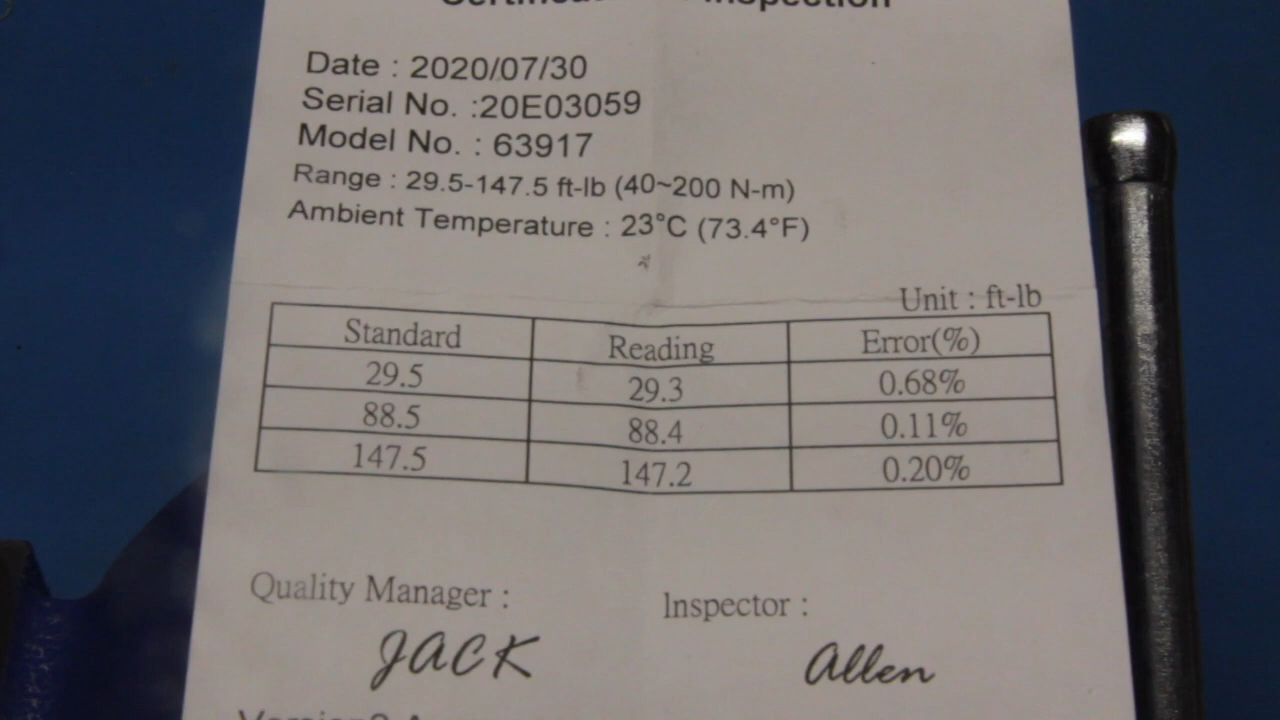 Inspection
Date : 2020/07/30
Serial No. :20E03059
Model No. : 63917
Range : 29.5-147.5 ft-lb (40~200 N-m)
Ambient Temperature : 23°C (73.4°F)
Unit : ft-lb
Standard Reading Error(%)
29.5 29.3 0.68%
88.5 88.4 0.11%
147.5 147.2 0.20%
Quality Manager : Inspector :
JACK Allen